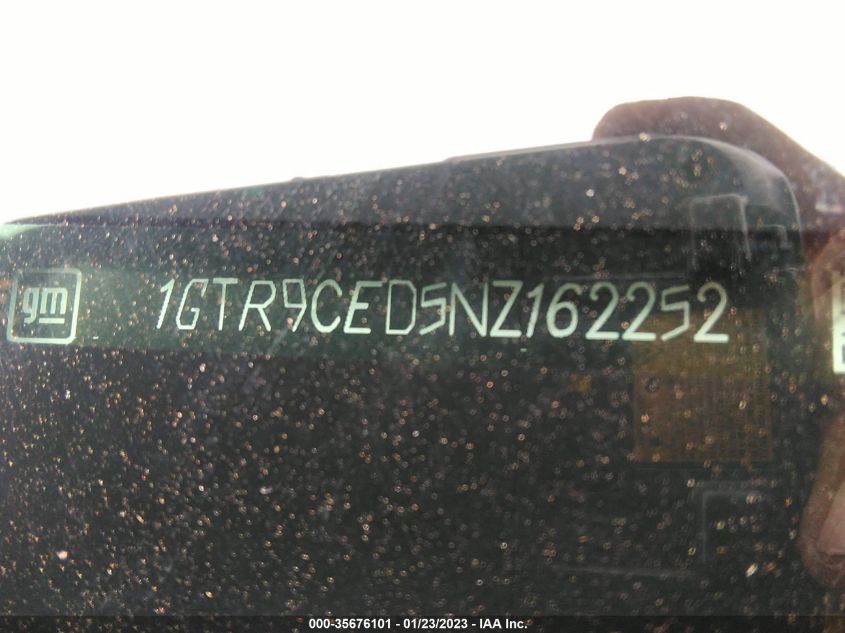 gm 1GTR9CED5NZ162252
000-35676101 - 01/23/2023 - IAA Inc.